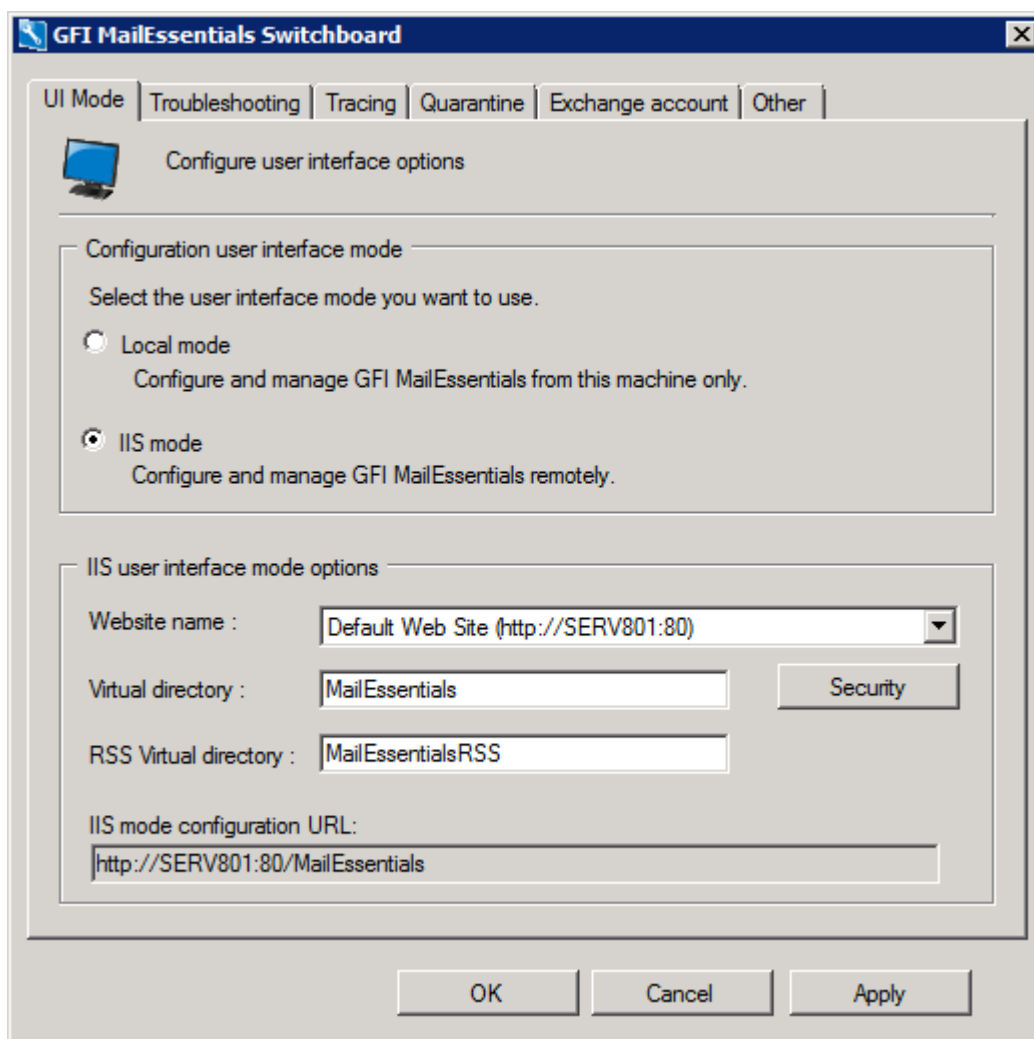 GFI MailEssentials Switchboard
UI Mode Troubleshooting Tracing Quarantine Exchange account Other
Configure user interface options
Configuration user interface mode
Select the user interface mode you want to use.
Local mode
Configure and manage GFI MailEssentials from this machine only.
IIS mode
Configure and manage GFI MailEssentials remotely.
IIS user interface mode options
Website name : Default Web Site (http://SERV801:80)
Virtual directory : MailEssentials Security
RSS Virtual directory : MailEssentialsRSS
IIS mode configuration URL:
http://SERV801:80/MailEssentials
OK Cancel Apply